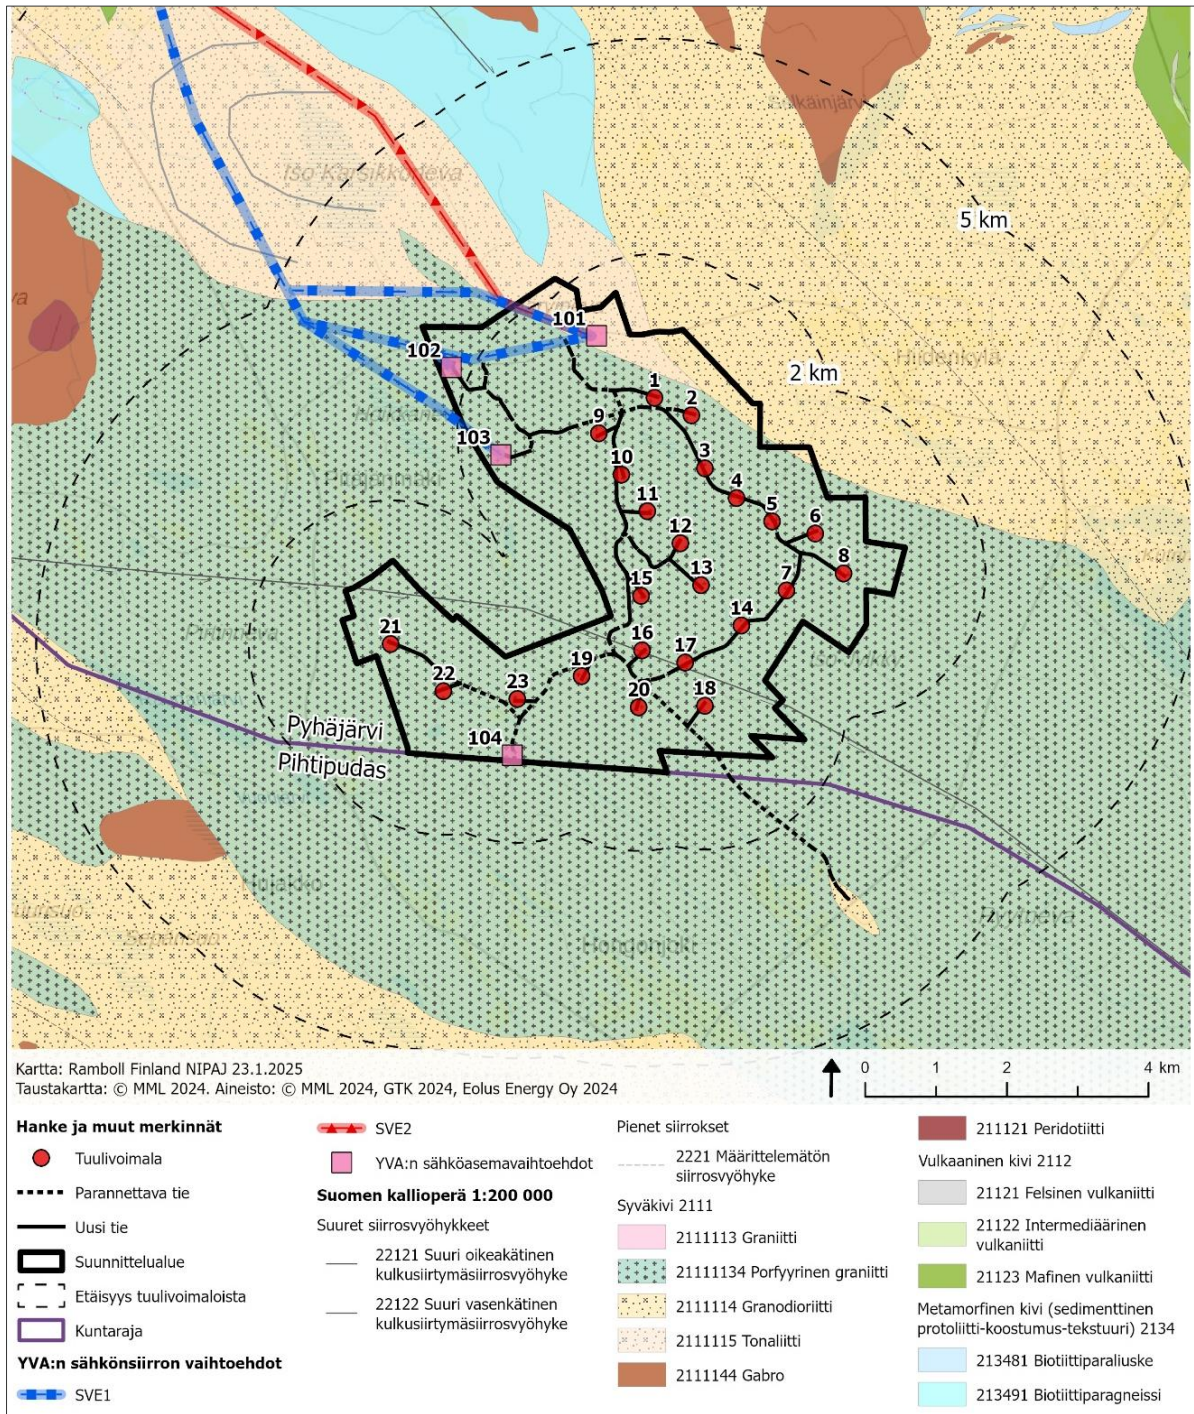 Iso Karsikkoneva
5 km
Hiidenkylä
101
2 km
102
1
2
9
103
3
10
4
11
5
6
12
8
13
7
15
14
16
21
17
19
22
23
20
18
Pyhäjärvi
104
Pihtipudas
Kartta: Ramboll Finland NIPAJ 23.1.2025
Taustakartta: © MML 2024. Aineisto: © MML 2024, GTK 2024, Eolus Energy Oy 2024
0 1 2 4 km
Hanke ja muut merkinnät
Tuulivoimala
Parannettava tie
Uusi tie
Suunnittelualue
Etäisyys tuulivoimaloista
Kuntaraja
YVA:n sähkönsiirron vaihtoehdot
SVE1
SVE2
YVA:n sähköasemavaihtoehdot
Suomen kallioperä 1:200 000
Suuret siirrosvyöhykkeet
22121 Suuri oikeakätinen
kulkusiirtymäsiirrosvyöhyke
22122 Suuri vasenkätinen
kulkusiirtymäsiirrosvyöhyke
Pienet siirrokset
2221 Määrittelemätön
siirrosvyöhyke
Syväkivi 2111
2111113 Graniitti
21111134 Porfyyrinen graniitti
2111114 Granodioriitti
2111115 Tonaliitti
2111144 Gabro
211121 Peridotiitti
Vulkaaninen kivi 2112
21121 Felsinen vulkaniitti
21122 Intermediäärinen
vulkaniitti
21123 Mafinen vulkaniitti
Metamorfinen kivi (sedimenttinen
protoliitti-koostumus-tekstuuri) 2134
213481 Biotiittiparaliuske
213491 Biotiittiparagneissi